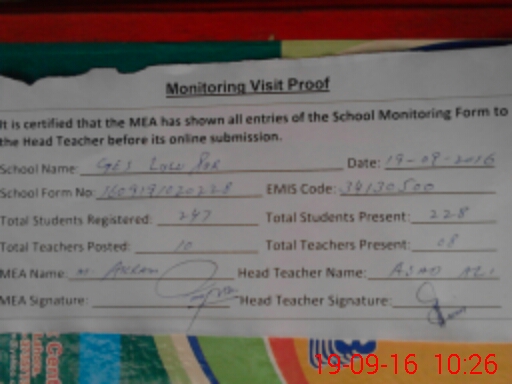 Monitoring Visit Proof
It is certified that the MEA has shown all entries of the School Monitoring Form to
the Head Teacher before its online submission.
School Name: GES Date: 19-09-2016
School Form No: EMIS Code: 34130500
Total Students Registered: 247 Total Students Present: 228
Total Teachers Posted: 10 Total Teachers Present: 08
MEA Name: M. Akram Head Teacher Name: ASAD ALI
MEA Signature: Head Teacher Signature:
19-09-16 10:26